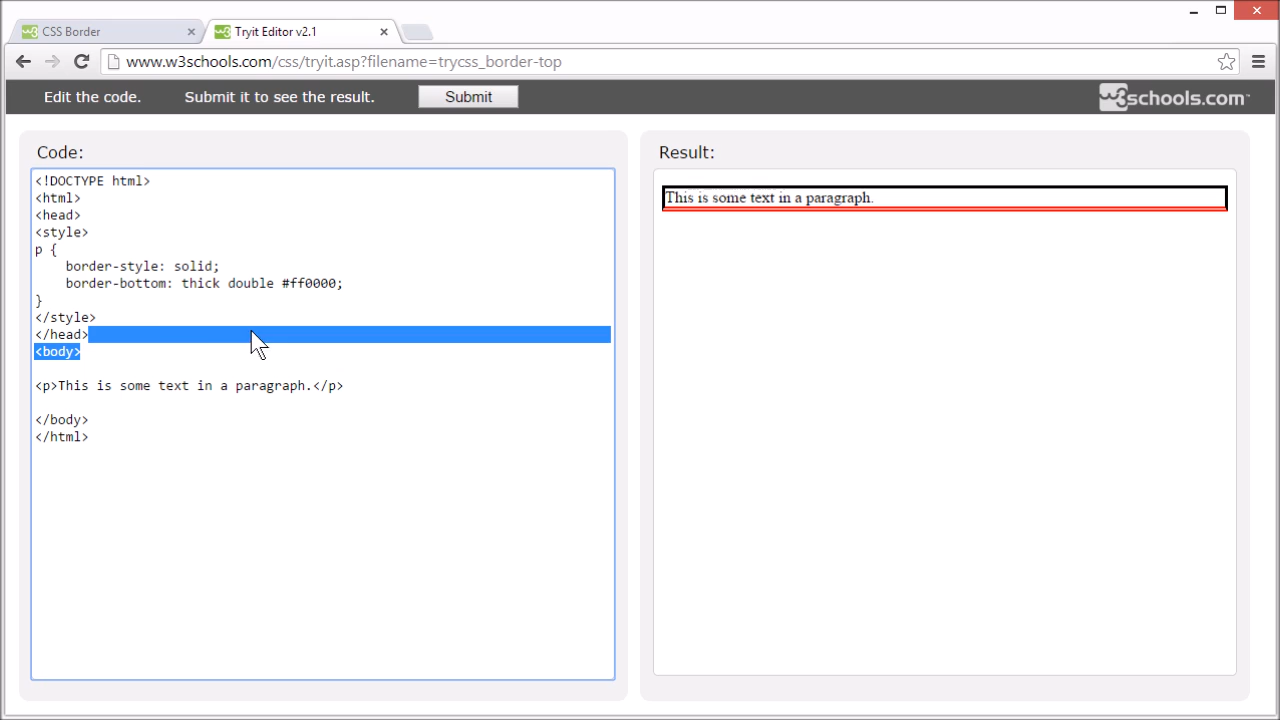 CSS Border
Tryit Editor v2.1
www.w3schools.com/css/tryit.asp?filename=trycss_border-top
Edit the code. Submit it to see the result. Submit w3schools.com™
Code:
<!DOCTYPE html>
<html>
<head>
<style>
p {
    border-style: solid;
    border-bottom: thick double #ff0000;
}
</style>
</head>
<body>
<p>This is some text in a paragraph.</p>
</body>
</html>
Result:
This is some text in a paragraph.